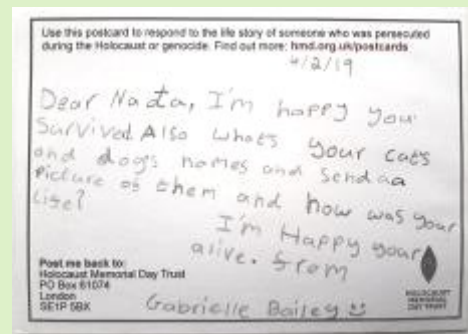 Use this postcard to respond to the life story of someone who was persecuted
during the Holocaust or genocide. Find out more: hmd.org.uk/postcards
4/2/19
Dear Nada, I'm happy you
survived. Also whats your cats
and dogs names and send aa
picture of them and how was your
life?
I'm Happy your
alive. from
Gabrielle Bailey
Post me back to:
Holocaust Memorial Day Trust
PO Box 61074
London
SE1P 5BX
HOLOCAUST
MEMORIAL
DAY TRUST